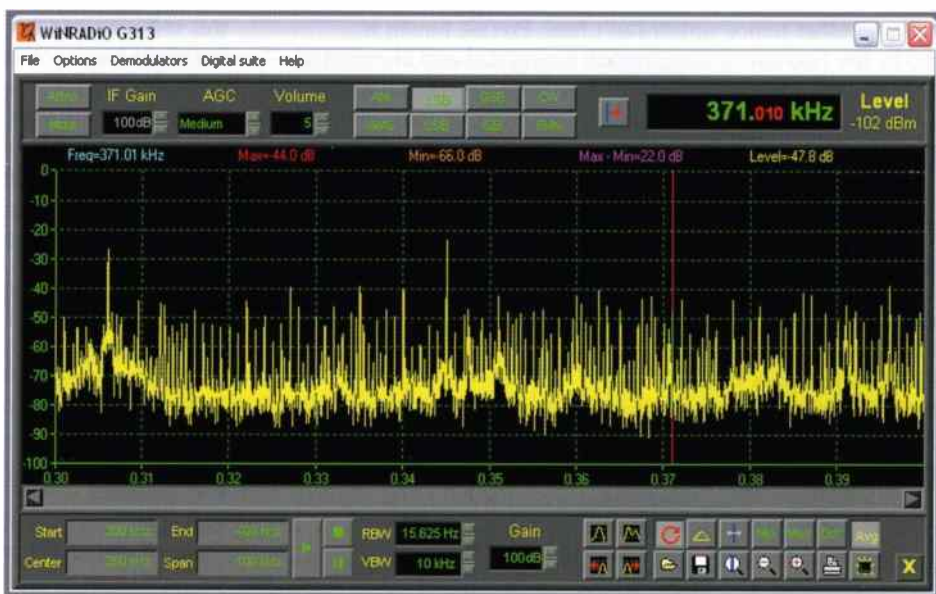 WiNRADiO G313
File Options Demodulators Digital suite Help
IF Gain AGC Volume
100dB Medium 5
371.010 kHz
Level
-102 dBm
Freq=371.01 kHz Max=-44.0 dB Min=-66.0 dB Max - Min=22.0 dB Level=-47.8 dB
0
-10
-20
-30
-40
-50
-60
-70
-80
-90
-100
0.30 0.31 0.32 0.33 0.34 0.35 0.36 0.37 0.38 0.39
Start End RBW 15.625 Hz Gain
Center Span VBW 10 kHz 100dB
Avg
X